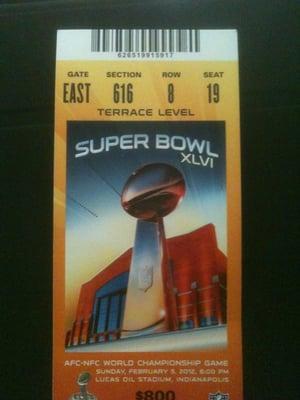 626519915917
GATE SECTION ROW SEAT
EAST 616 8 19
TERRACE LEVEL
SUPER BOWL
XLVI
NFL
AFC-NFC WORLD CHAMPIONSHIP GAME
SUNDAY, FEBRUARY 5, 2012, 6:00 PM
LUCAS OIL STADIUM, INDIANAPOLIS
$800